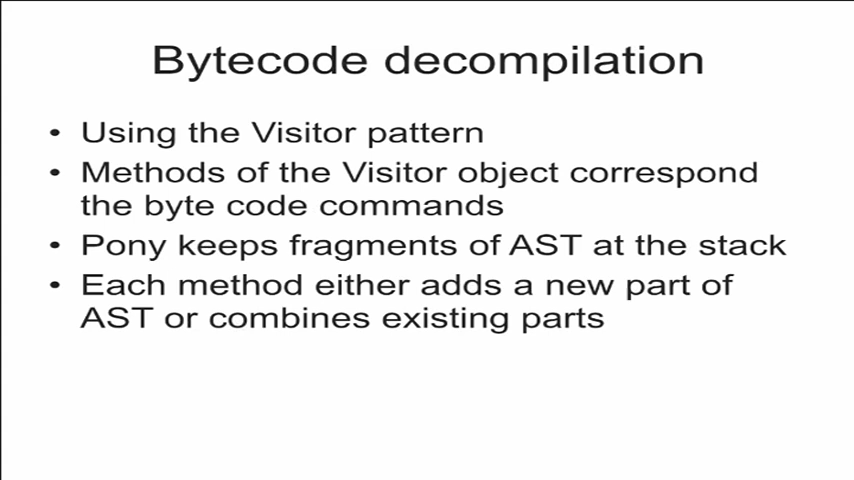 Bytecode decompilation
• Using the Visitor pattern
• Methods of the Visitor object correspond
the byte code commands
• Pony keeps fragments of AST at the stack
• Each method either adds a new part of
AST or combines existing parts